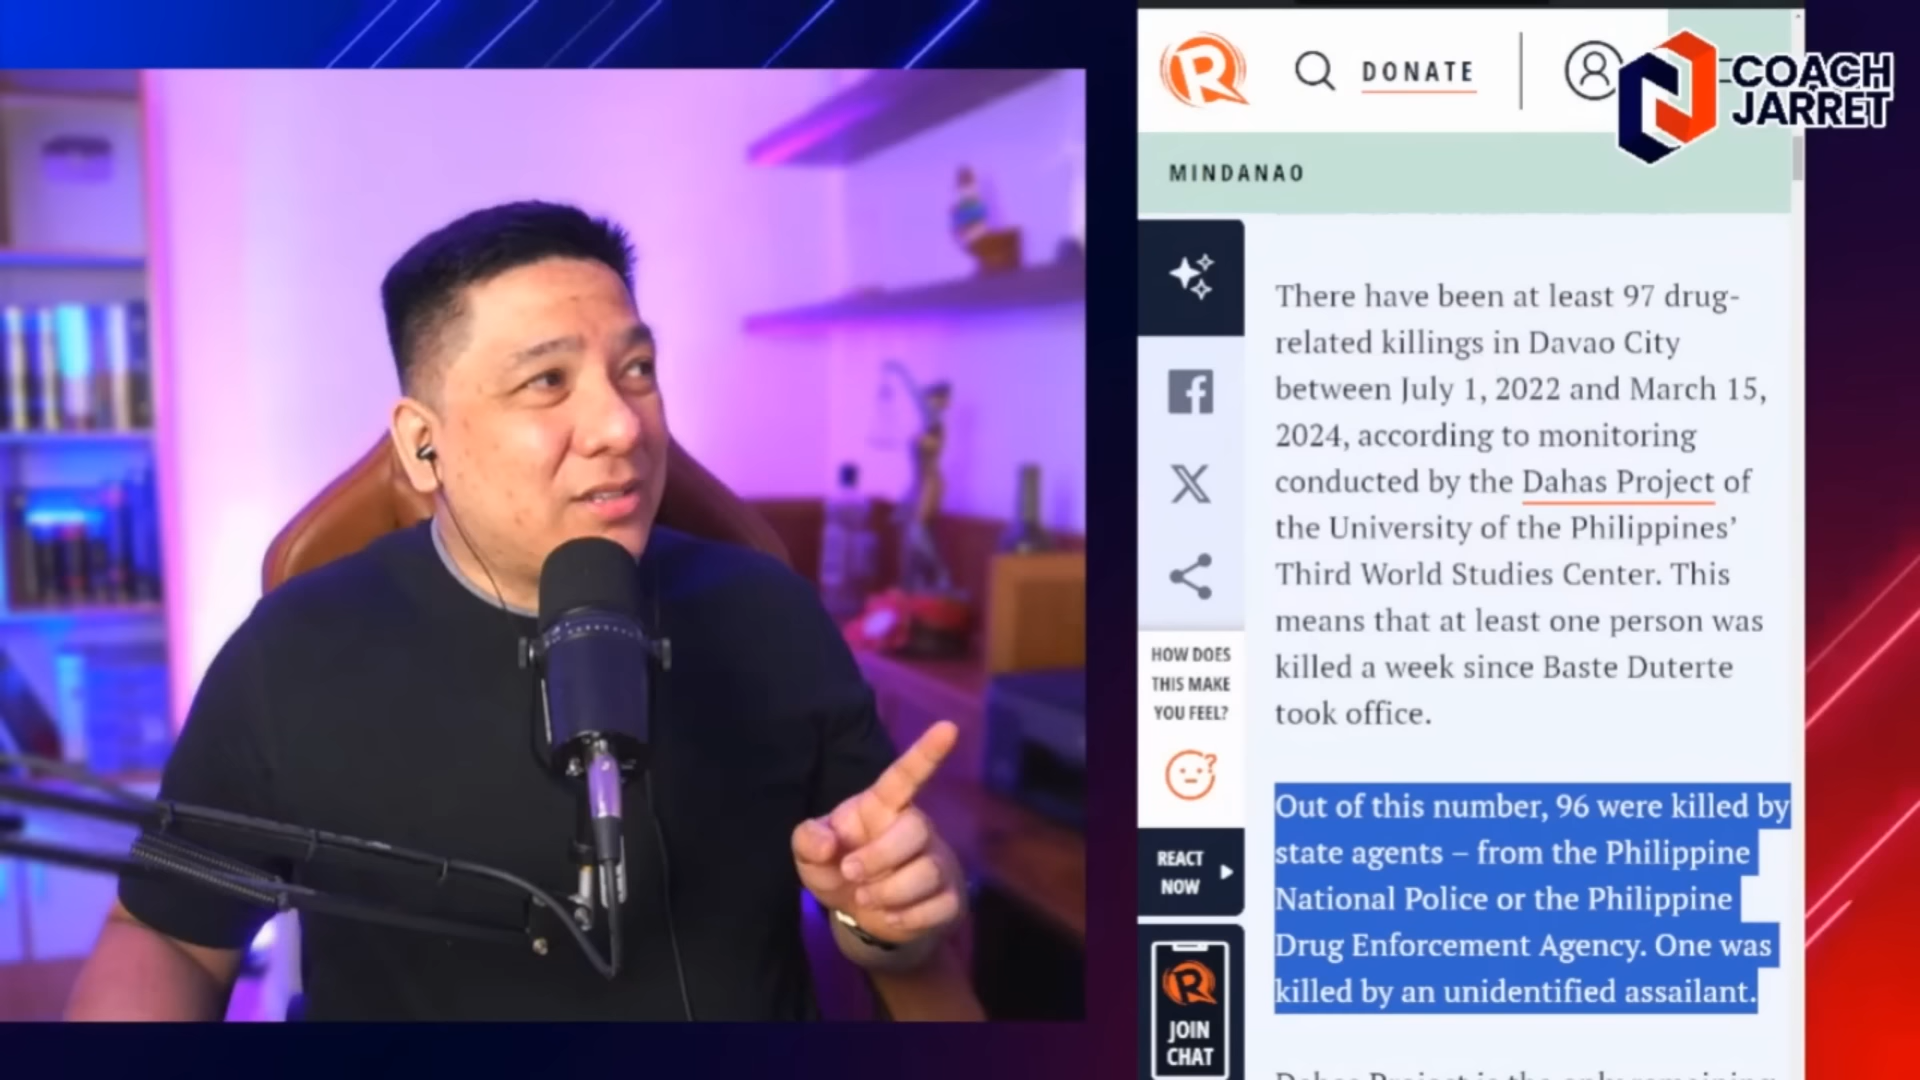 DONATE
COACH
JARRET
MINDANAO
There have been at least 97 drug-
related killings in Davao City
between July 1, 2022 and March 15,
2024, according to monitoring
conducted by the Dahas Project of
the University of the Philippines’
Third World Studies Center. This
means that at least one person was
killed a week since Baste Duterte
took office.
HOW DOES
THIS MAKE
YOU FEEL?
REACT
NOW
Out of this number, 96 were killed by
state agents – from the Philippine
National Police or the Philippine
Drug Enforcement Agency. One was
killed by an unidentified assailant.
JOIN
CHAT